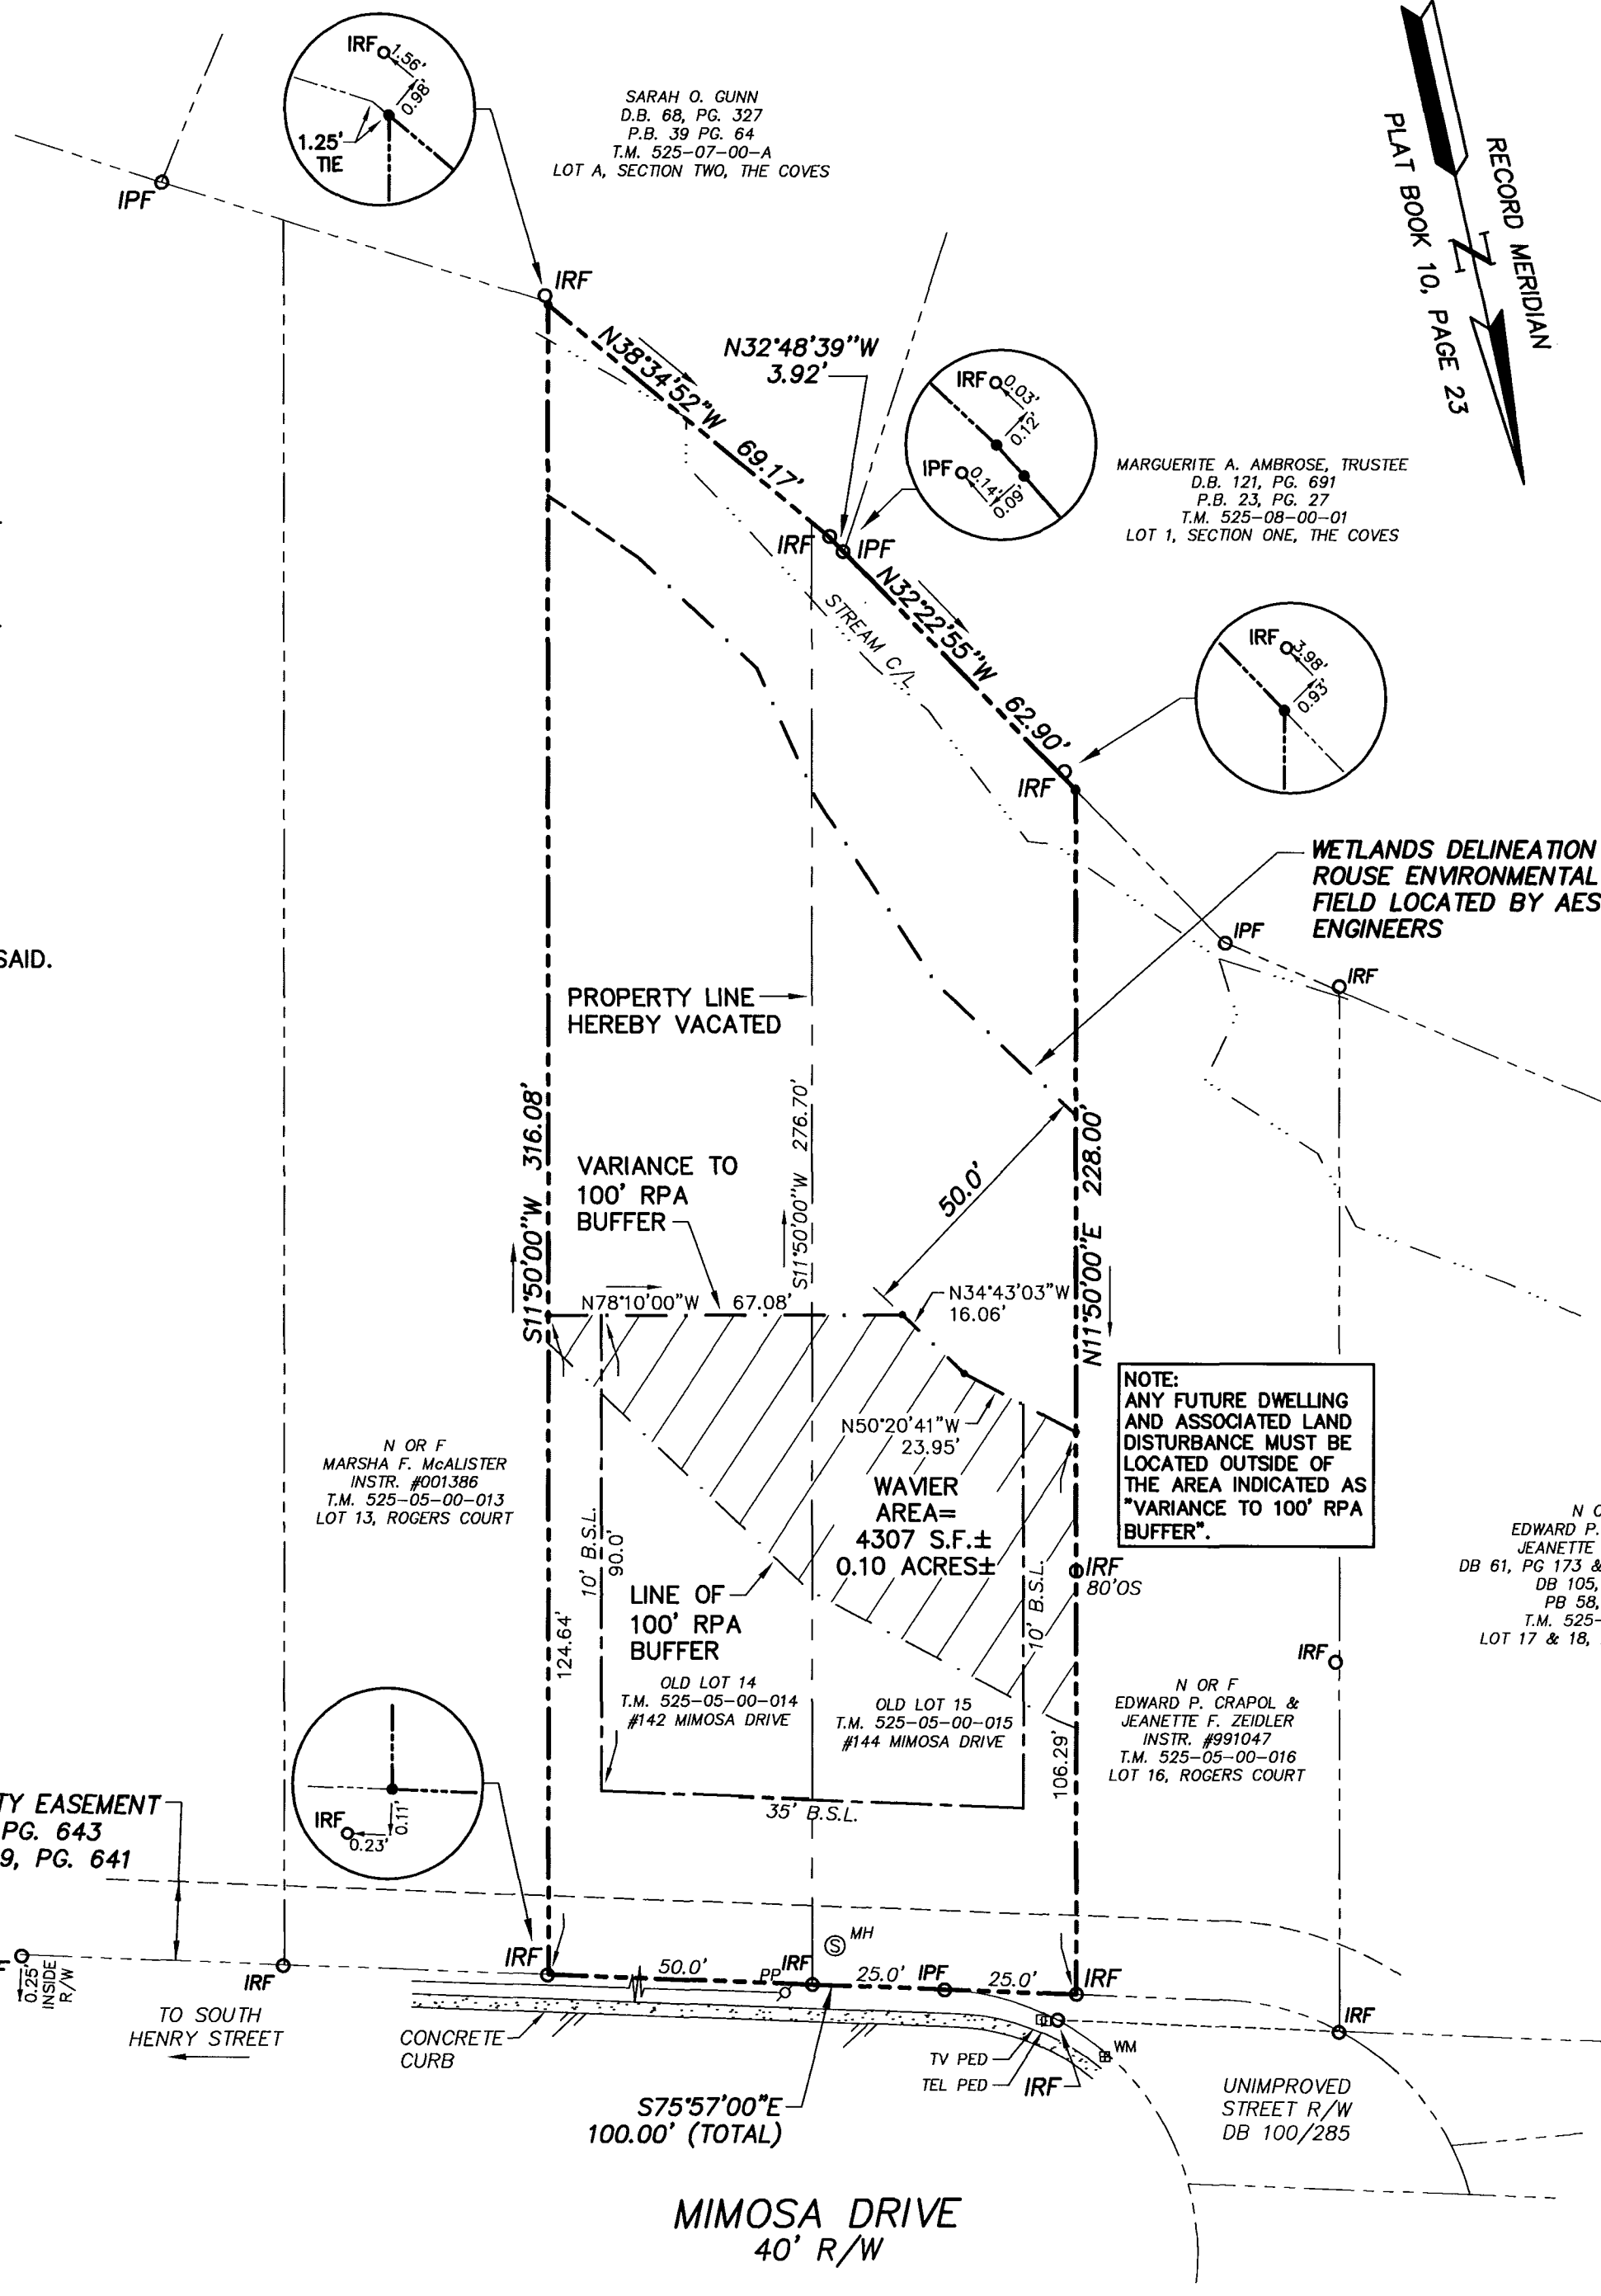 IRF
1.56'
0.98'
1.25'
TIE
SARAH O. GUNN
D.B. 68, PG. 327
P.B. 39 PG. 64
T.M. 525-07-00-A
LOT A, SECTION TWO, THE COVES
RECORD MERIDIAN
PLAT BOOK 10, PAGE 23
N
IPF
IRF
N38°34'52"W 69.17'
N32°48'39"W
3.92'
IRF
0.03'
0.12'
IPF
0.14'
0.09'
MARGUERITE A. AMBROSE, TRUSTEE
D.B. 121, PG. 691
P.B. 23, PG. 27
T.M. 525-08-00-01
LOT 1, SECTION ONE, THE COVES
IRF
IPF
STREAM C/L
N32°22'55"W 62.90'
IRF
3.98'
0.93'
IRF
WETLANDS DELINEATION
ROUSE ENVIRONMENTAL
FIELD LOCATED BY AES
ENGINEERS
IPF
IRF
SAID.
PROPERTY LINE
HEREBY VACATED
S11°50'00"W 316.08'
S11°50'00"W 276.70'
N11°50'00"E 228.00'
50.0'
VARIANCE TO
100' RPA
BUFFER
N78°10'00"W 67.08'
N34°43'03"W
16.06'
N50°20'41"W
23.95'
NOTE:
ANY FUTURE DWELLING
AND ASSOCIATED LAND
DISTURBANCE MUST BE
LOCATED OUTSIDE OF
THE AREA INDICATED AS
"VARIANCE TO 100' RPA
BUFFER".
N OR F
MARSHA F. McALISTER
INSTR. #001386
T.M. 525-05-00-013
LOT 13, ROGERS COURT
WAVIER
AREA=
4307 S.F.±
0.10 ACRES±
10' B.S.L.
90.0'
10' B.S.L.
IRF
80'OS
LINE OF
100' RPA
BUFFER
124.64'
OLD LOT 14
T.M. 525-05-00-014
#142 MIMOSA DRIVE
OLD LOT 15
T.M. 525-05-00-015
#144 MIMOSA DRIVE
106.29'
N OR F
EDWARD P. CRAPOL &
JEANETTE F. ZEIDLER
INSTR. #991047
T.M. 525-05-00-016
LOT 16, ROGERS COURT
IRF
N O
EDWARD P.
JEANETTE
DB 61, PG 173 &
DB 105,
PB 58,
T.M. 525-
LOT 17 & 18,
IRF
0.11'
0.23'
35' B.S.L.
TY EASEMENT
PG. 643
9, PG. 641
F
0.25'
INSIDE
R/W
IRF
IRF
50.0'
PP
IRF
S
MH
25.0'
IPF
25.0'
IRF
IRF
TO SOUTH
HENRY STREET
CONCRETE
CURB
TV PED
TEL PED
IRF
WM
S75°57'00"E
100.00' (TOTAL)
UNIMPROVED
STREET R/W
DB 100/285
MIMOSA DRIVE
40' R/W